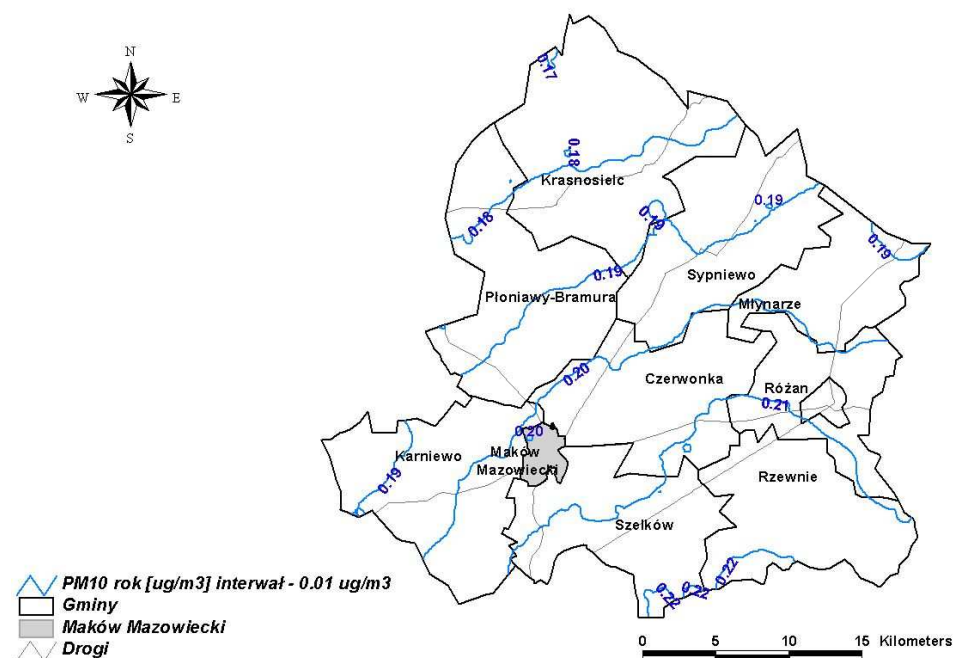 N
W E
S
0.17
0.18
Krasnosielc
0.18
0.19
0.19
0.19
0.19
Sypniewo
Płoniawy-Bramura
Młynarze
0.20
Czerwonka
Różan
0.21
0.20
Karniewo
Maków
Mazowiecki
0.19
Rzewnie
Szelków
0.22
0.22
0.22
PM10 rok [ug/m3] interwał - 0.01 ug/m3
Gminy
Maków Mazowiecki
Drogi
0 5 10 15 Kilometers